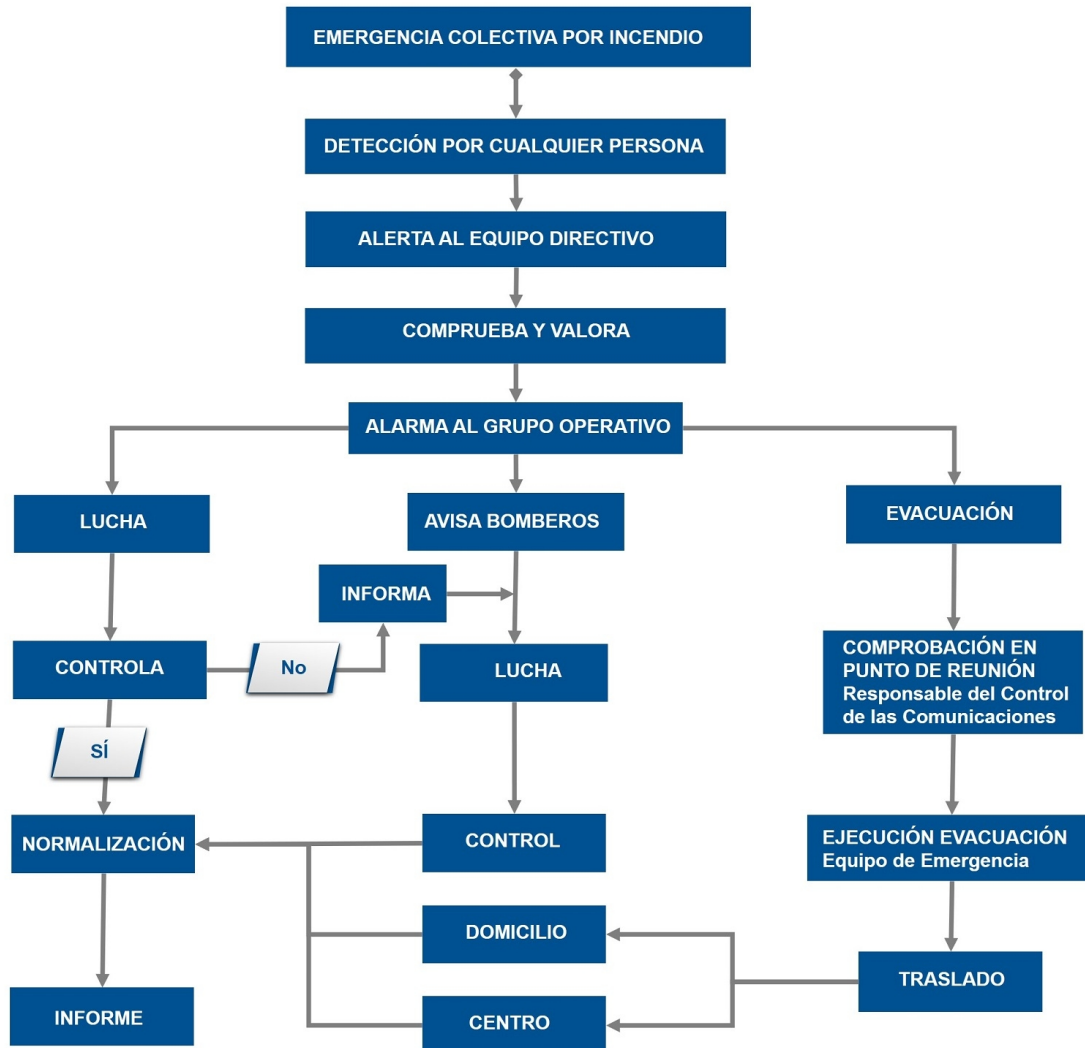 EMERGENCIA COLECTIVA POR INCENDIO
DETECCIÓN POR CUALQUIER PERSONA
ALERTA AL EQUIPO DIRECTIVO
COMPRUEBA Y VALORA
ALARMA AL GRUPO OPERATIVO
LUCHA
AVISA BOMBEROS
EVACUACIÓN
INFORMA
CONTROLA
No
LUCHA
COMPROBACIÓN EN
PUNTO DE REUNIÓN
Responsable del Control
de las Comunicaciones
SÍ
NORMALIZACIÓN
CONTROL
EJECUCIÓN EVACUACIÓN
Equipo de Emergencia
DOMICILIO
TRASLADO
INFORME
CENTRO